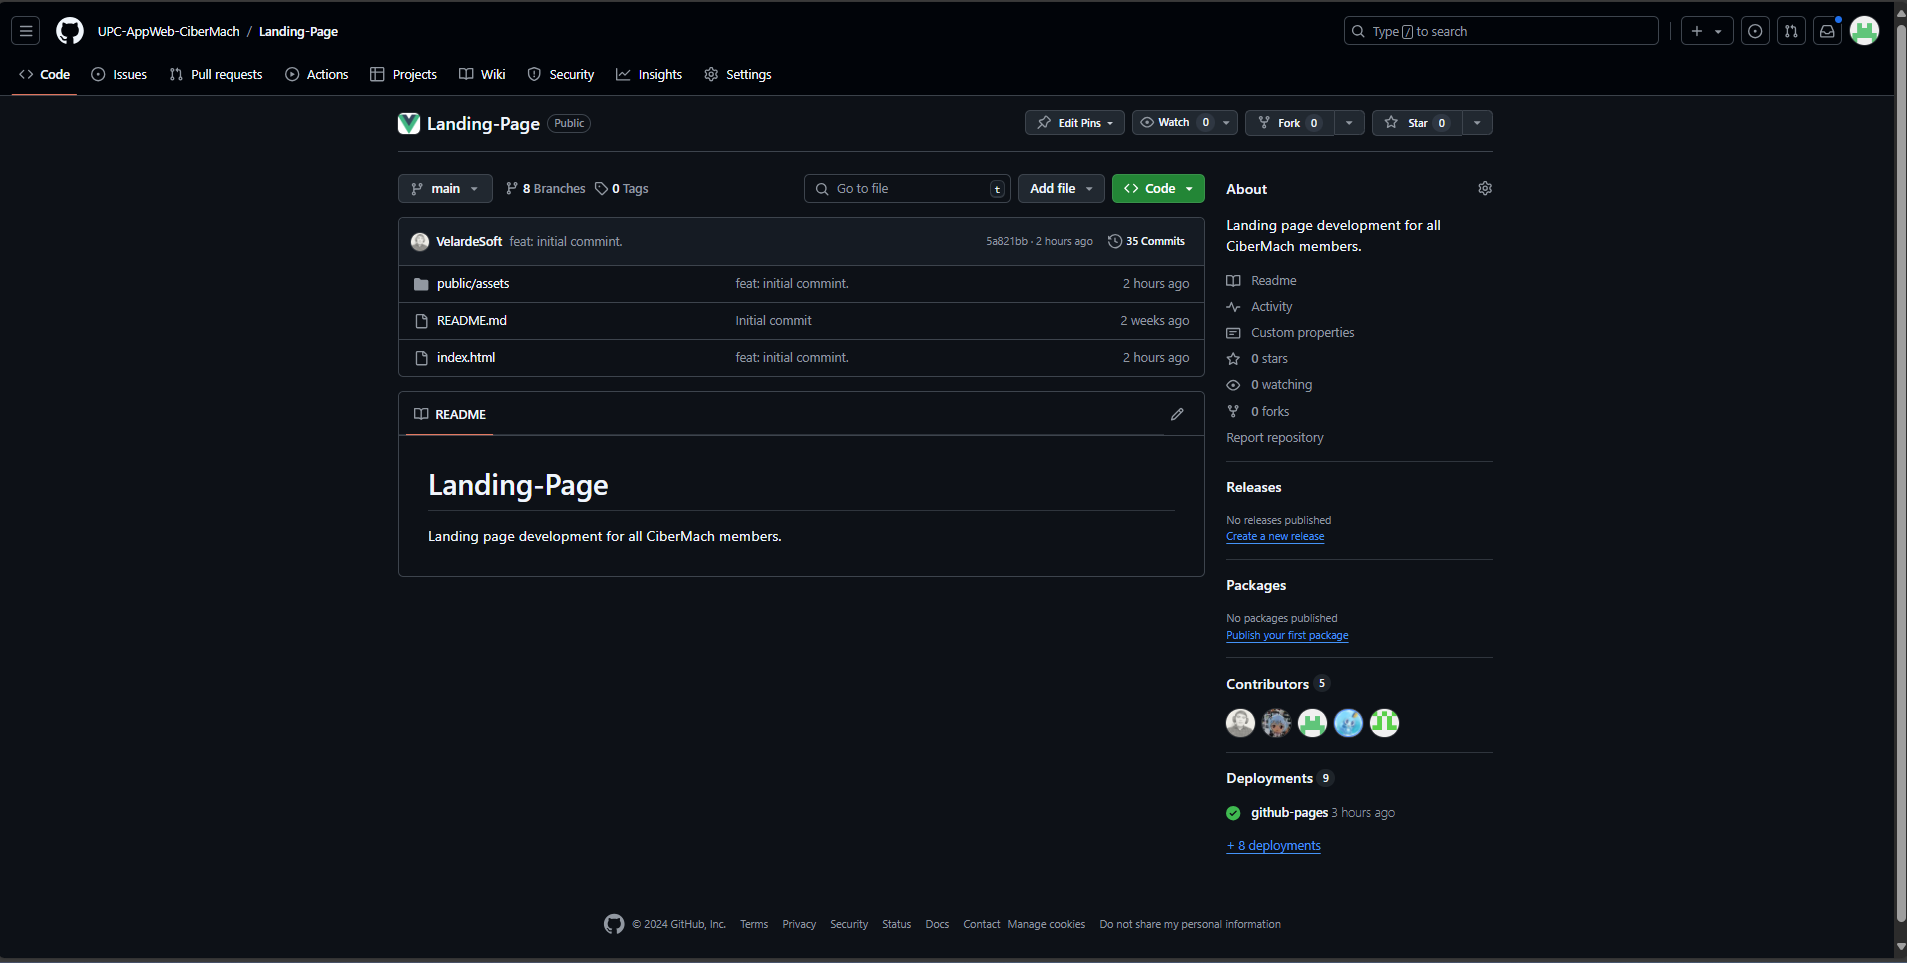 UPC-AppWeb-CiberMach / Landing-Page
Type / to search
Code Issues Pull requests Actions Projects Wiki Security Insights Settings
Landing-Page Public
Edit Pins Watch 0 Fork 0 Star 0
main 8 Branches 0 Tags Go to file t Add file Code
VelardeSoft feat: initial commint. 5a821bb · 2 hours ago 35 Commits
public/assets feat: initial commint. 2 hours ago
README.md Initial commit 2 weeks ago
index.html feat: initial commint. 2 hours ago
README
Landing-Page
Landing page development for all CiberMach members.
About
Landing page development for all
CiberMach members.
Readme
Activity
Custom properties
0 stars
0 watching
0 forks
Report repository
Releases
No releases published
Create a new release
Packages
No packages published
Publish your first package
Contributors 5
Deployments 9
github-pages 3 hours ago
+ 8 deployments
© 2024 GitHub, Inc. Terms Privacy Security Status Docs Contact Manage cookies Do not share my personal information